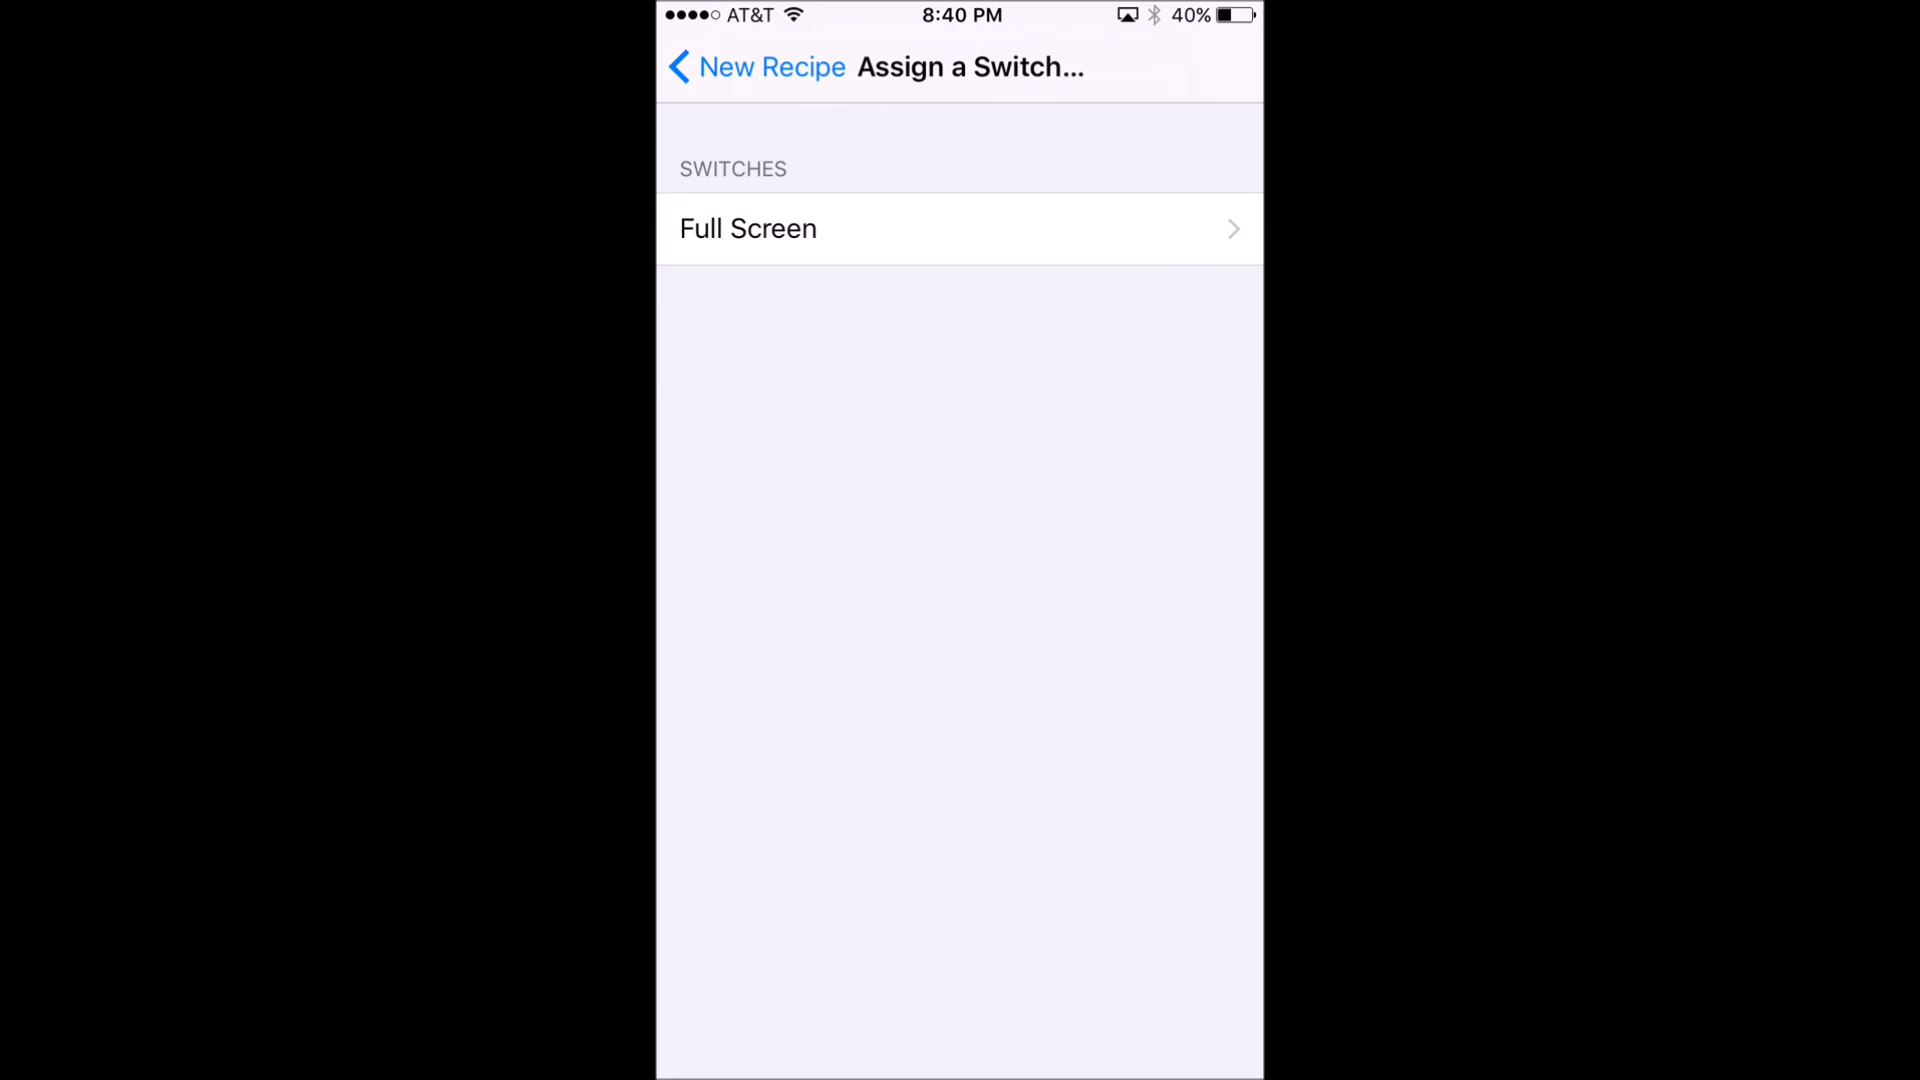 AT&T 8:40 PM 40%
New Recipe Assign a Switch...
SWITCHES
Full Screen